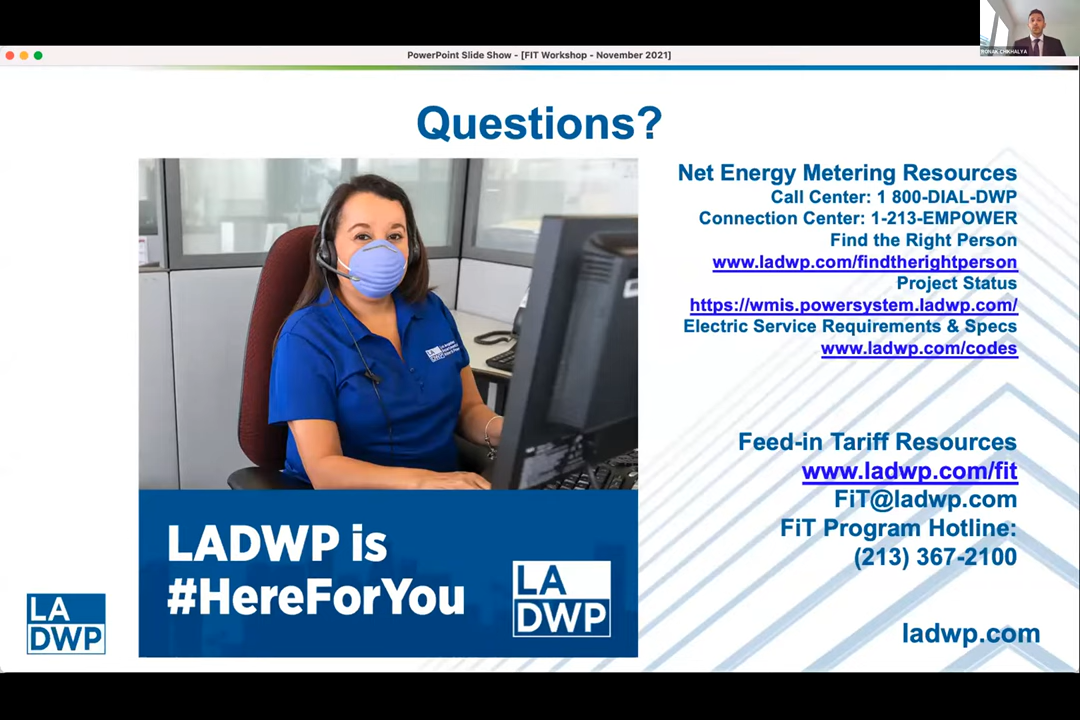 PowerPoint Slide Show - [FIT Workshop - November 2021]
RONAK CHIKHALYA
Questions?
Net Energy Metering Resources
Call Center: 1 800-DIAL-DWP
Connection Center: 1-213-EMPOWER
Find the Right Person
www.ladwp.com/findtherightperson
Project Status
https://wmis.powersystem.ladwp.com/
Electric Service Requirements & Specs
www.ladwp.com/codes
Feed-in Tariff Resources
www.ladwp.com/fit
FiT@ladwp.com
FiT Program Hotline:
(213) 367-2100
LADWP is
#HereForYou
LA
DWP
LA
DWP
ladwp.com